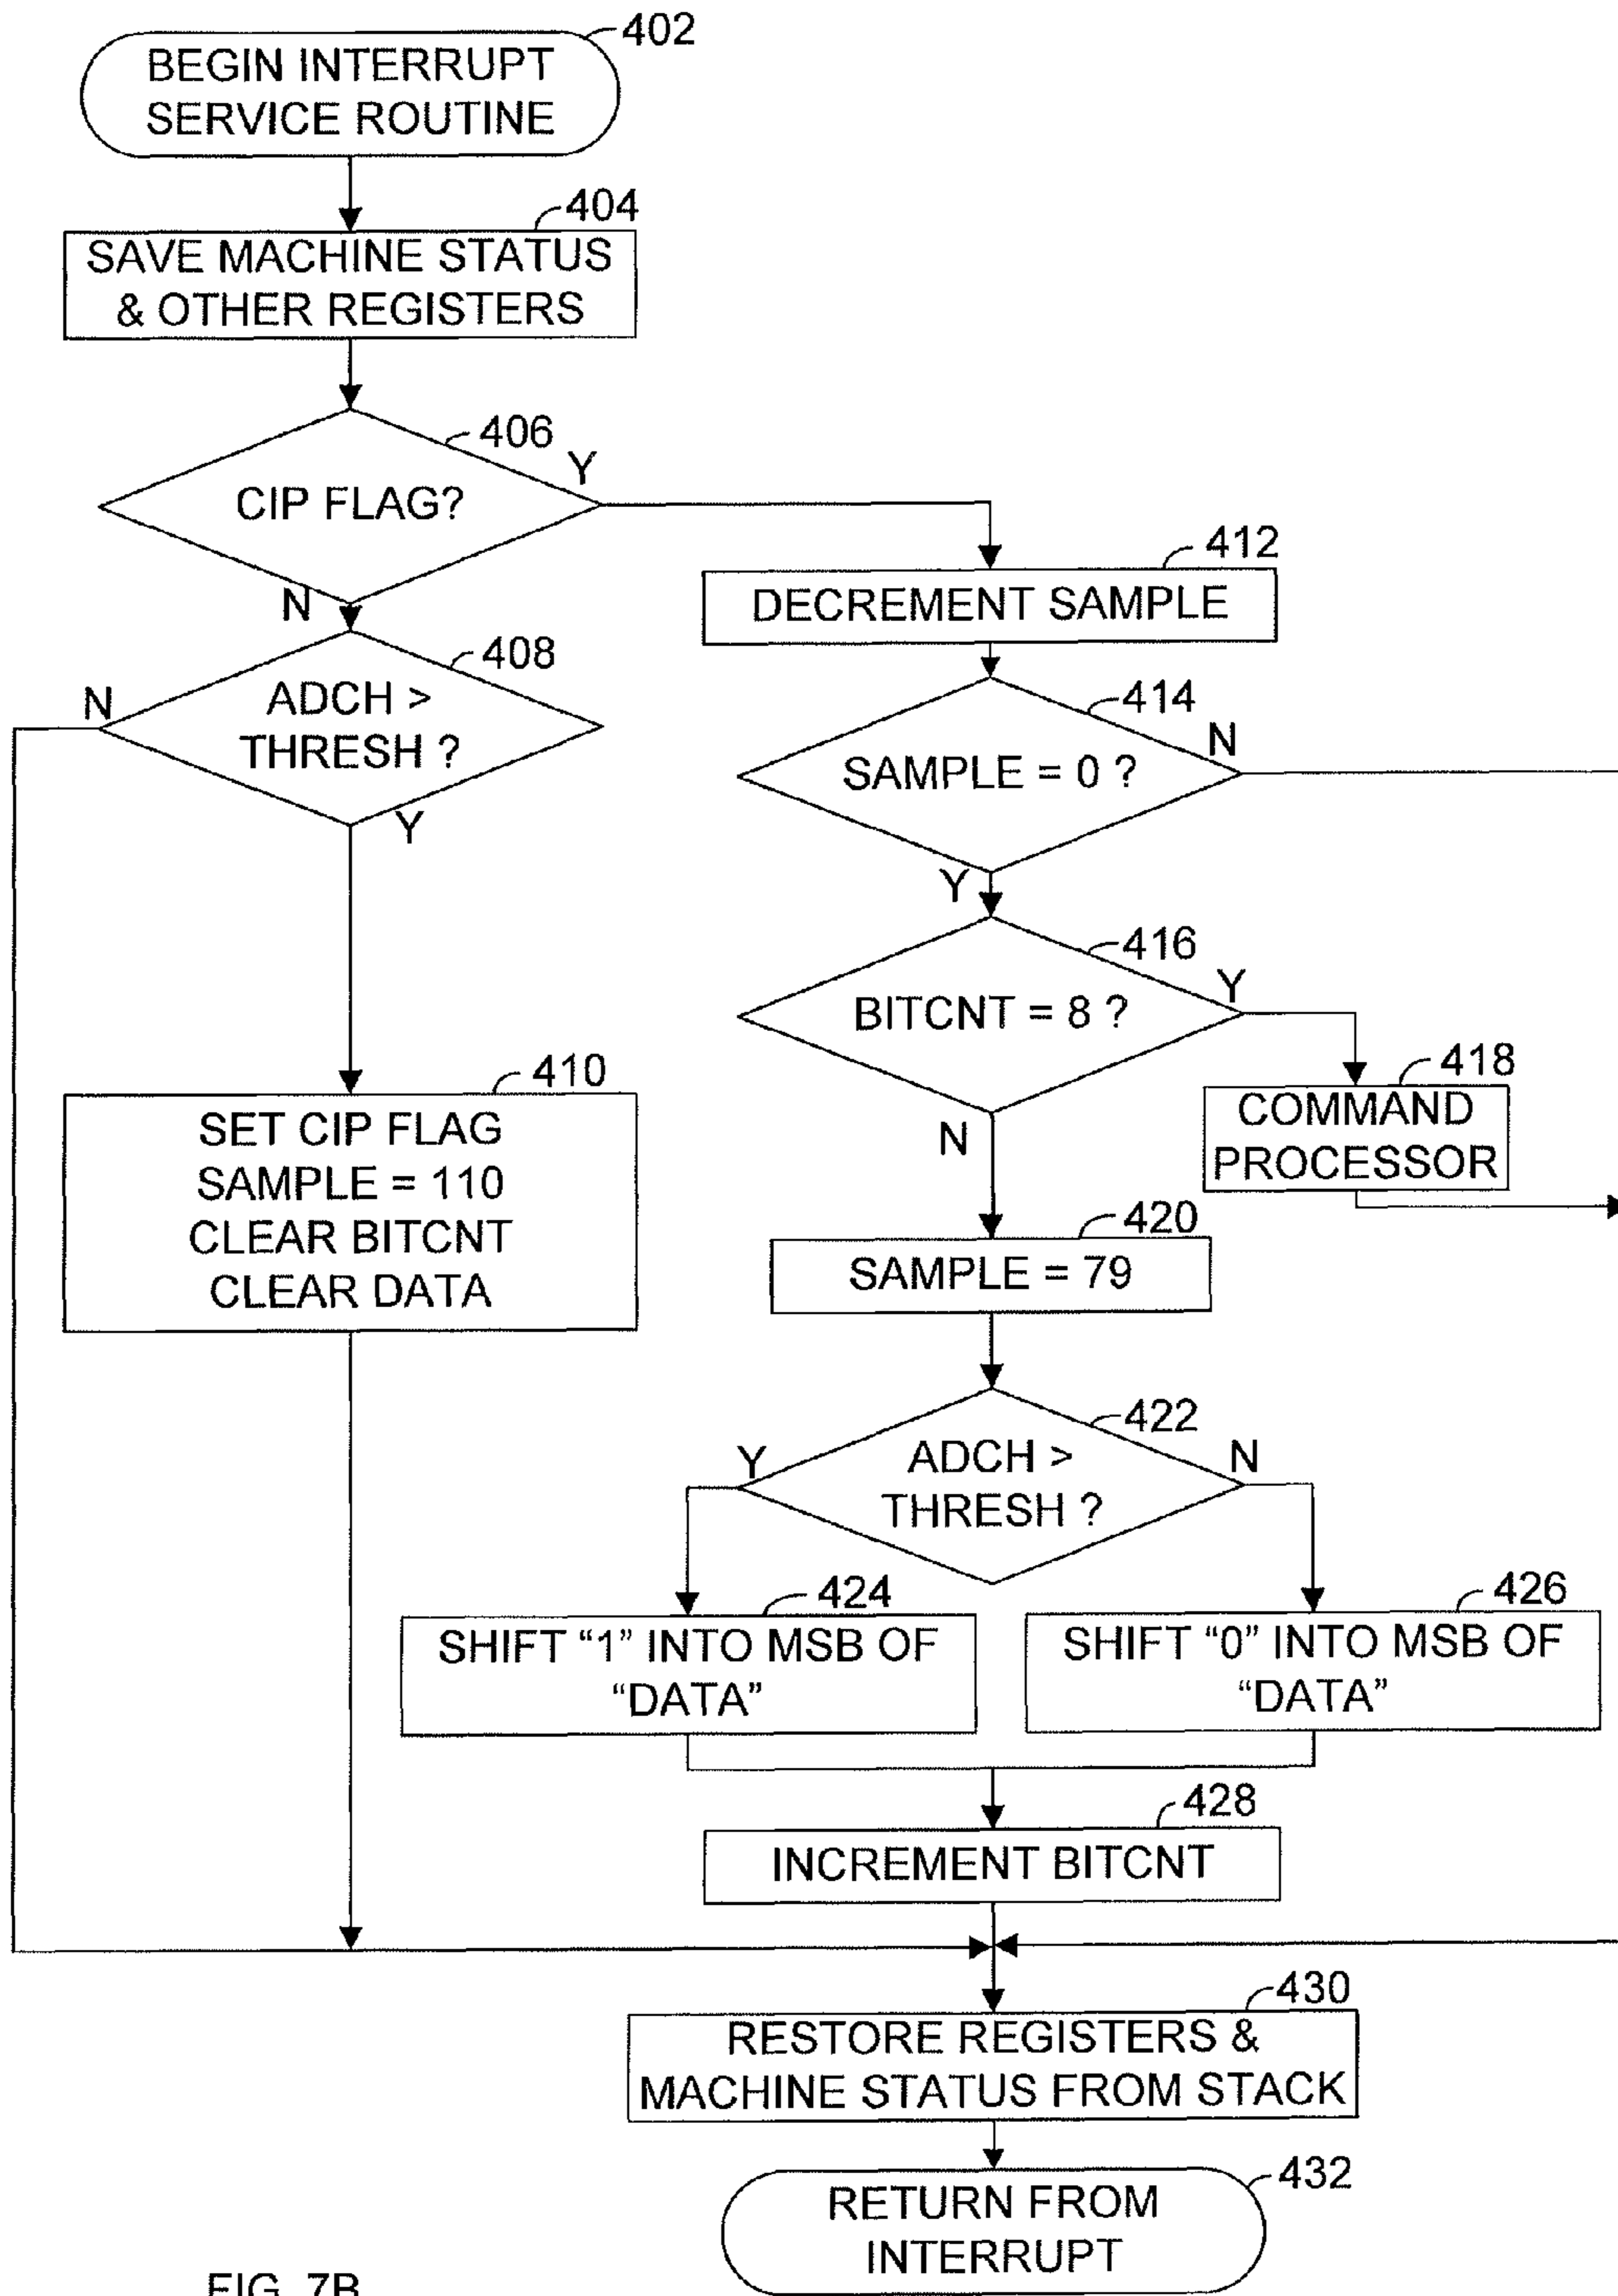 402
BEGIN INTERRUPT
SERVICE ROUTINE
404
SAVE MACHINE STATUS
& OTHER REGISTERS
406
CIP FLAG?
Y
N
408
ADCH >
THRESH ?
N
Y
410
SET CIP FLAG
SAMPLE = 110
CLEAR BITCNT
CLEAR DATA
412
DECREMENT SAMPLE
414
SAMPLE = 0 ?
N
Y
416
BITCNT = 8 ?
Y
N
418
COMMAND
PROCESSOR
420
SAMPLE = 79
422
ADCH >
THRESH ?
Y
N
424
SHIFT “1” INTO MSB OF
“DATA”
426
SHIFT “0” INTO MSB OF
“DATA”
428
INCREMENT BITCNT
430
RESTORE REGISTERS &
MACHINE STATUS FROM STACK
432
RETURN FROM
INTERRUPT
FIG. 7B